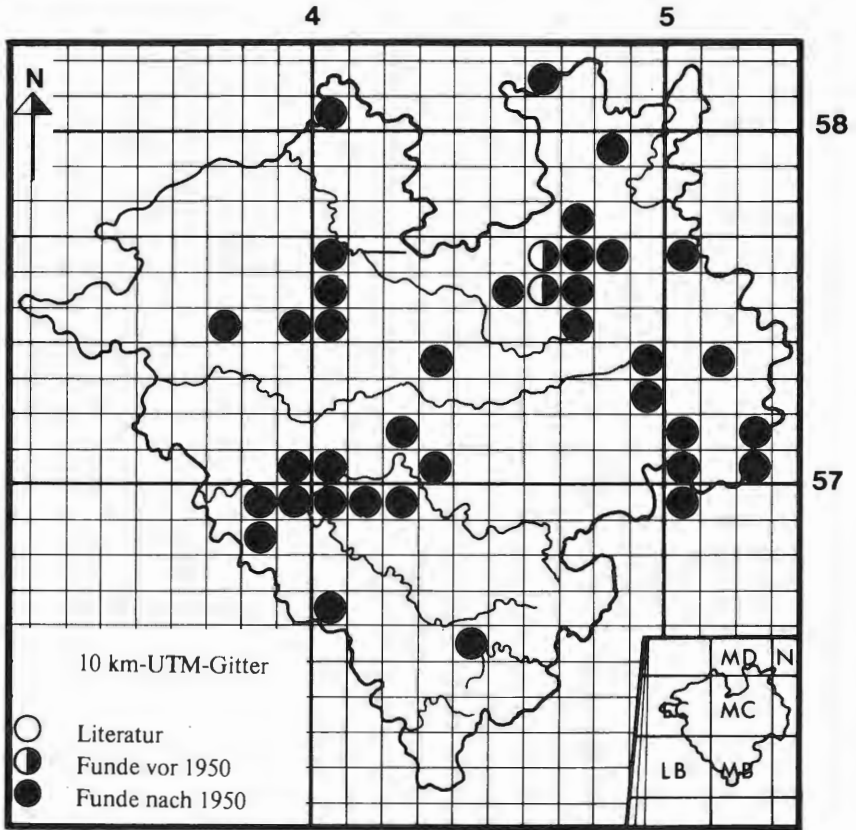 4 5
N
58
57
10 km-UTM-Gitter
MD N
MC
LB MB
Literatur
Funde vor 1950
Funde nach 1950